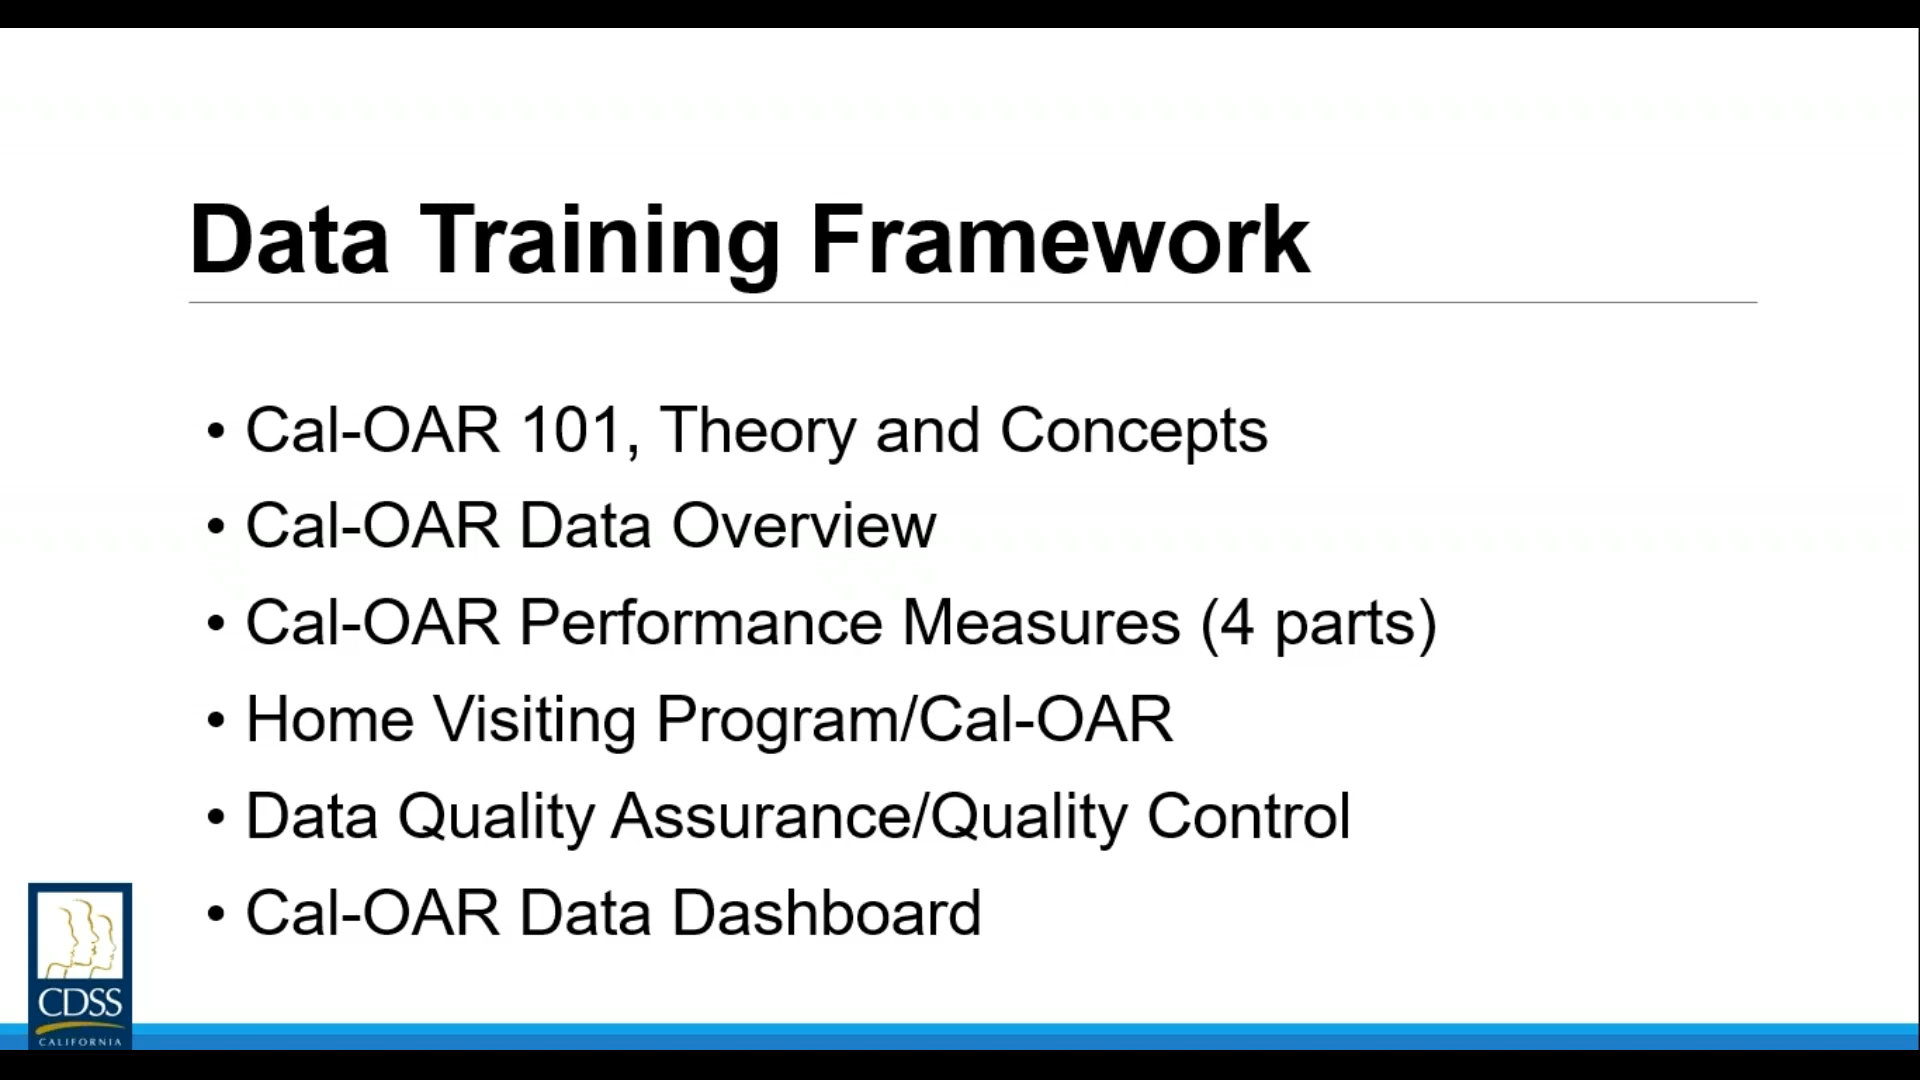 Data Training Framework
• Cal-OAR 101, Theory and Concepts
• Cal-OAR Data Overview
• Cal-OAR Performance Measures (4 parts)
• Home Visiting Program/Cal-OAR
• Data Quality Assurance/Quality Control
• Cal-OAR Data Dashboard
CDSS
CALIFORNIA